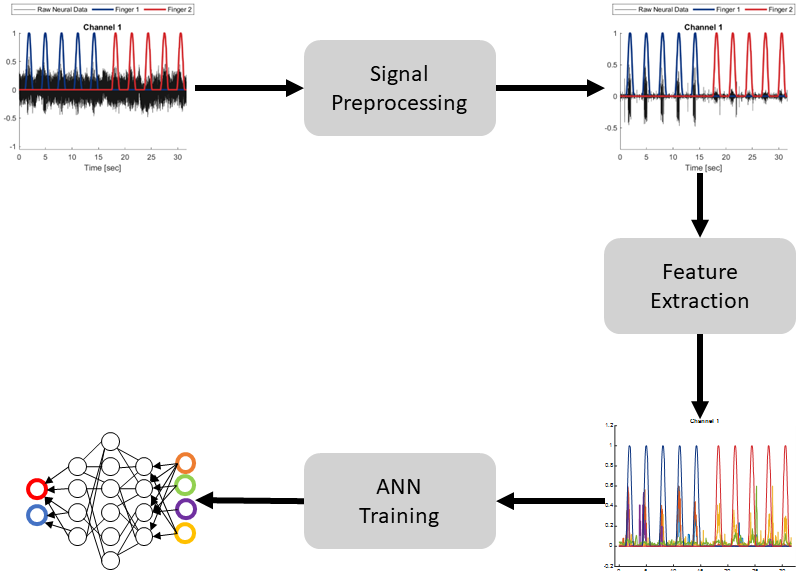 Raw Neural Data Finger 1 Finger 2
Channel 1
1
0.5
0
-0.5
-1
0 5 10 15 20 25 30
Time [sec]
Signal
Preprocessing
Raw Neural Data Finger 1 Finger 2
Channel 1
1
0.5
0
-0.5
0 5 10 15 20 25 30
Time [sec]
Feature
Extraction
Channel 1
1.2
1
0.8
0.6
0.4
0.2
0
-0.2
ANN
Training